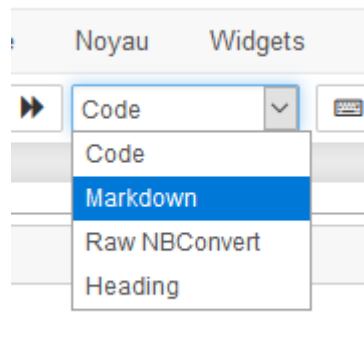 Noyau Widgets
Code
Code
Markdown
Raw NBConvert
Heading